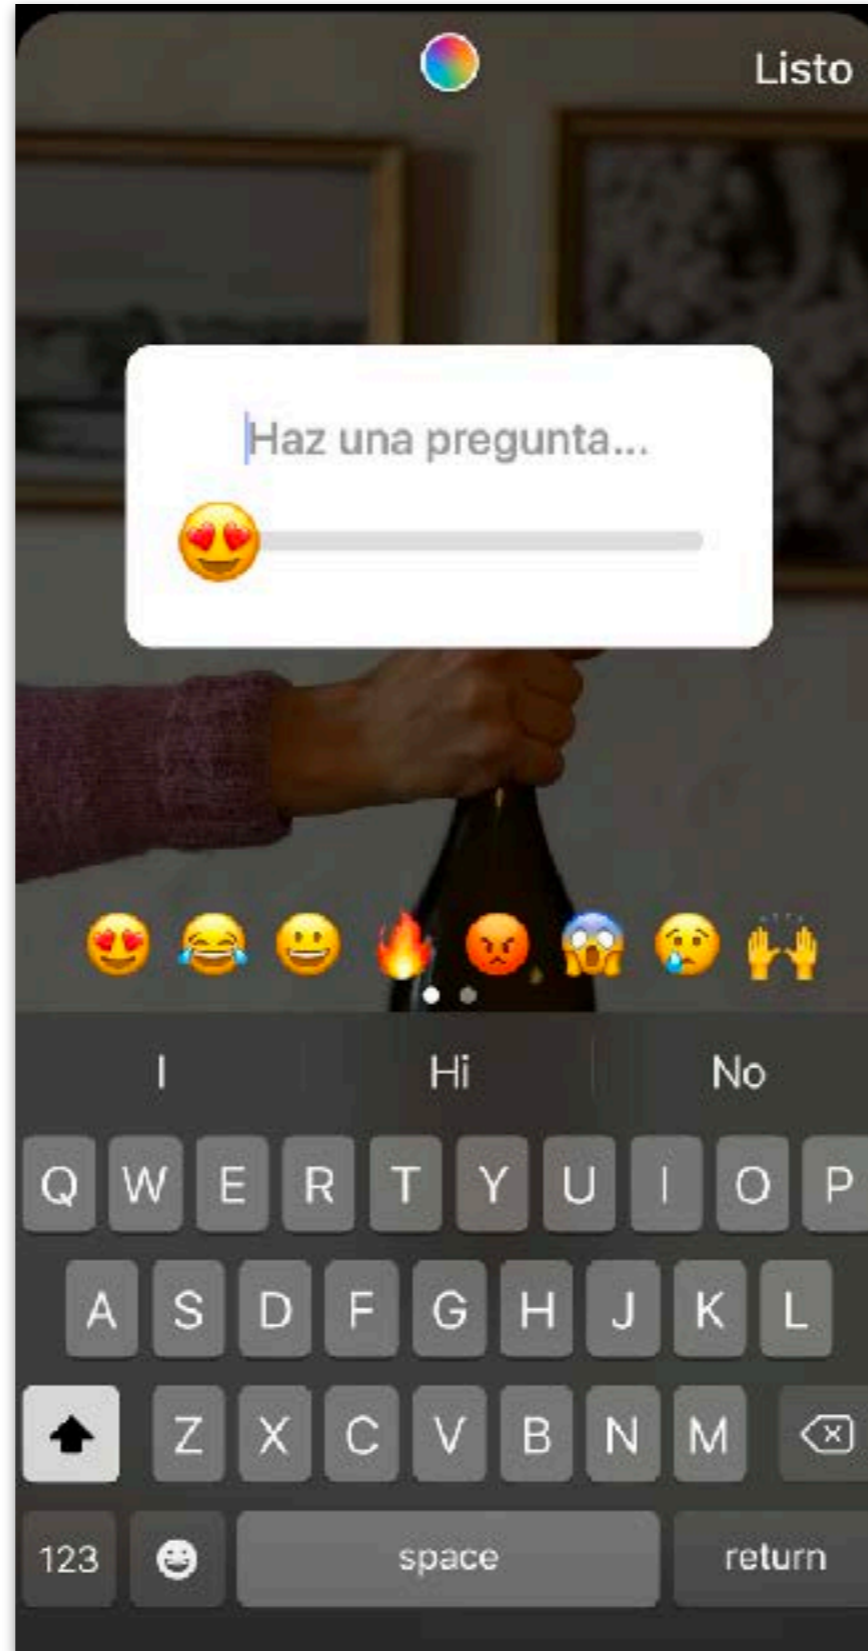 Listo
Haz una pregunta...
😍 😂 😀 🔥 😡 😱 😢 🙌
I Hi No
Q W E R T Y U I O P
A S D F G H J K L
Z X C V B N M
123 space return